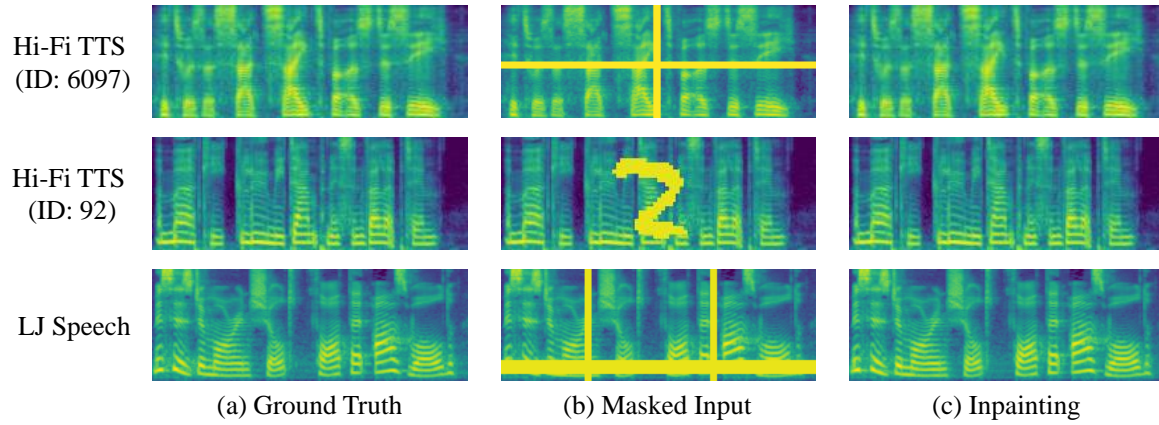 Hi-Fi TTS
(ID: 6097)
Hi-Fi TTS
(ID: 92)
2
LJ Speech
(a) Ground Truth (b) Masked Input (c) Inpainting